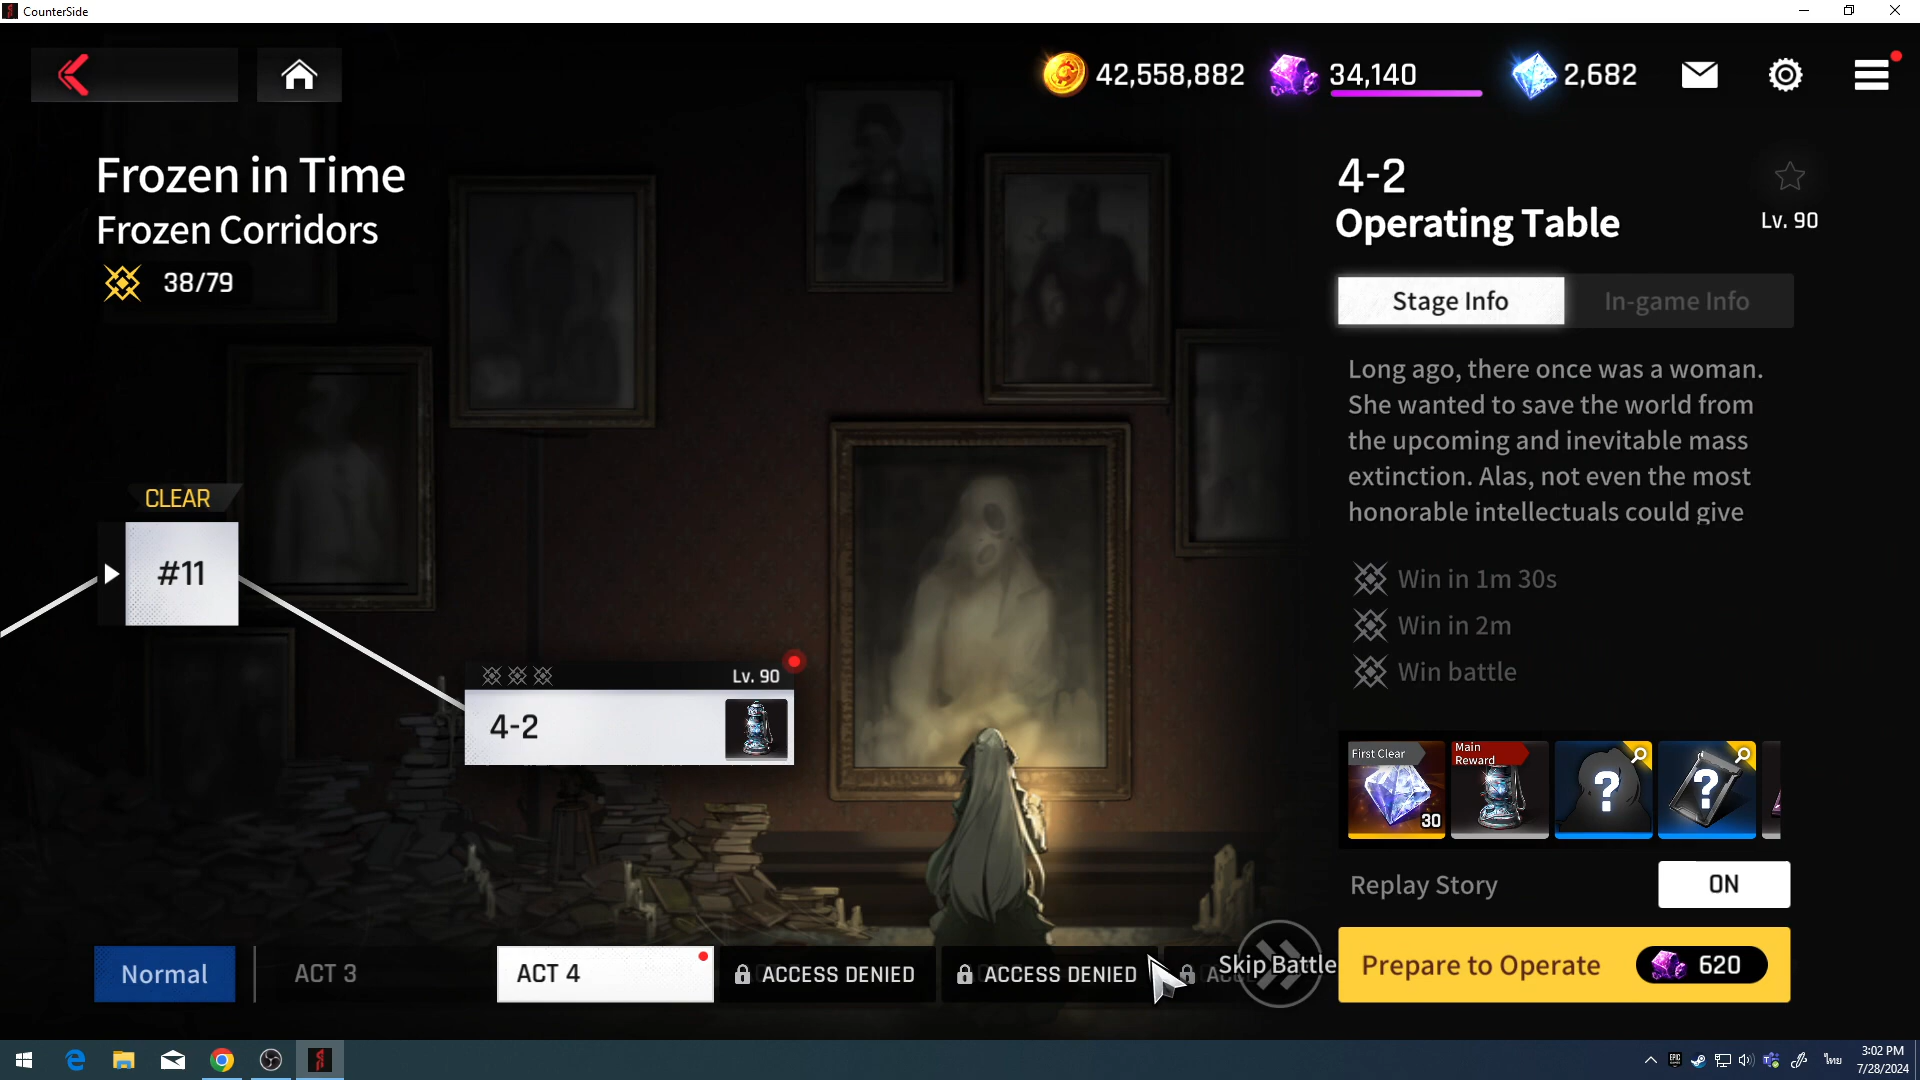 CounterSide
42,558,882
34,140
2,682
Frozen in Time
Frozen Corridors
38/79
4-2
Operating Table
Lv. 90
Stage Info
In-game Info
Long ago, there once was a woman.
She wanted to save the world from
the upcoming and inevitable mass
extinction. Alas, not even the most
honorable intellectuals could give
Win in 1m 30s
Win in 2m
Win battle
CLEAR
#11
Lv. 90
4-2
First Clear
30
Main
Reward
?
?
Replay Story
ON
Normal
ACT 3
ACT 4
ACCESS DENIED
ACCESS DENIED
Skip Battle
Prepare to Operate
620
ไทย
3:02 PM
7/28/2024